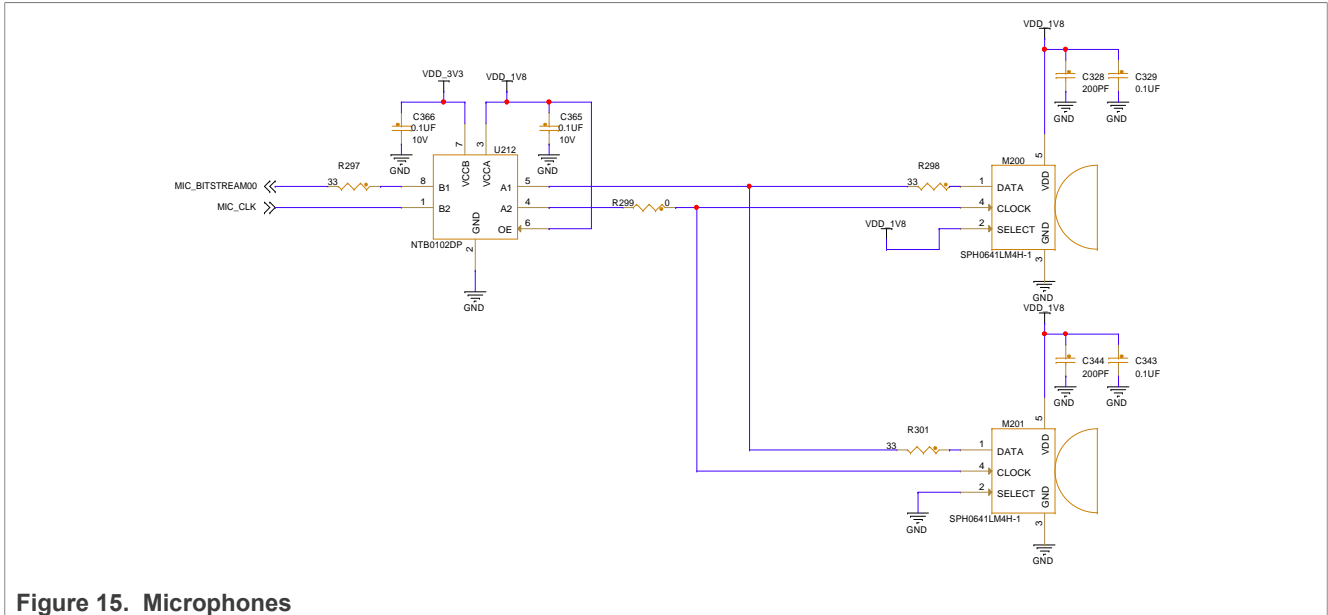 VDD_1V8
C328
200PF
C329
0.1UF
GND
GND
VDD_3V3
VDD_1V8
C366
0.1UF
10V
GND
C365
0.1UF
10V
GND
7
3
U212
VCCB
VCCA
R297
33
MIC_BITSTREAM00
8
B1
A1
5
MIC_CLK
1
B2
A2
4
R299
0
GND
OE
6
NTB0102DP
2
GND
R298
33
M200
5
VDD
1
DATA
4
CLOCK
VDD_1V8
2
SELECT
GND
SPH0641LM4H-1
3
GND
VDD_1V8
C344
200PF
C343
0.1UF
GND
GND
M201
5
VDD
R301
33
1
DATA
4
CLOCK
2
SELECT
GND
GND
SPH0641LM4H-1
3
GND
Figure 15. Microphones